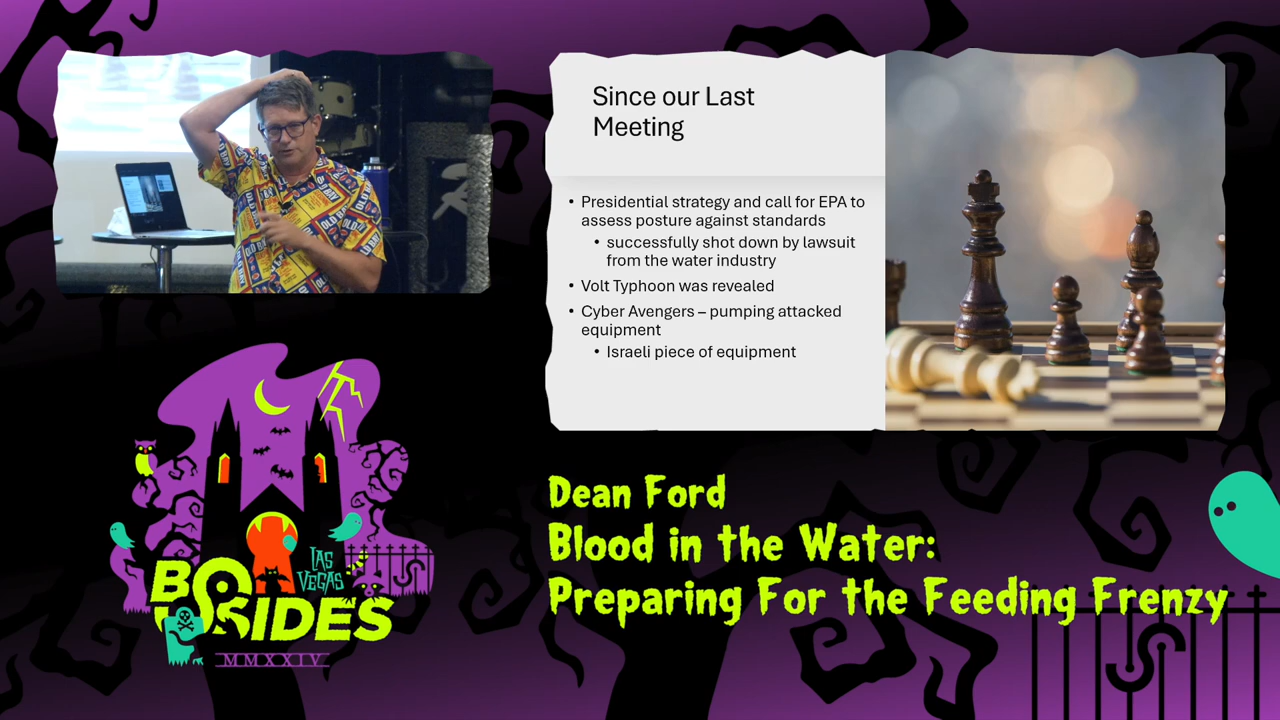 Since our Last
Meeting
• Presidential strategy and call for EPA to
assess posture against standards
• successfully shot down by lawsuit
from the water industry
• Volt Typhoon was revealed
• Cyber Avengers – pumping attacked
equipment
• Israeli piece of equipment
OLD BAY
Dean Ford
Blood in the Water:
Preparing For the Feeding Frenzy
LAS
VEGAS
BSIDES
MMXXIV